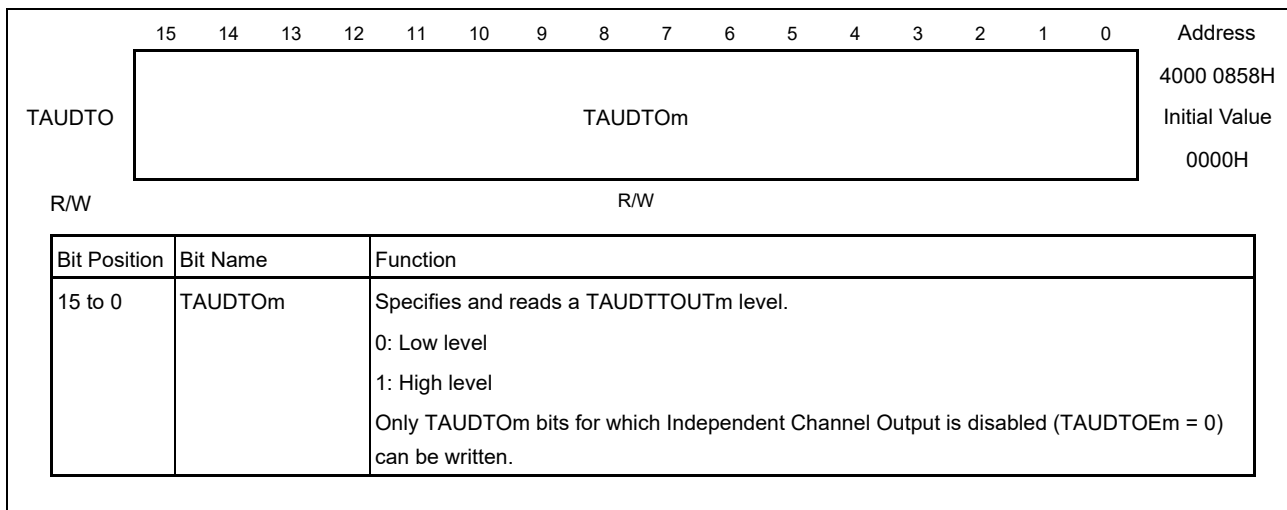 15 14 13 12 11 10 9 8 7 6 5 4 3 2 1 0 Address
4000 0858H
TAUDTO TAUDTOm Initial Value
0000H
R/W R/W
Bit Position Bit Name Function
15 to 0 TAUDTOm Specifies and reads a TAUDTTOUTm level.
0: Low level
1: High level
Only TAUDTOm bits for which Independent Channel Output is disabled (TAUDTOEm = 0)
can be written.